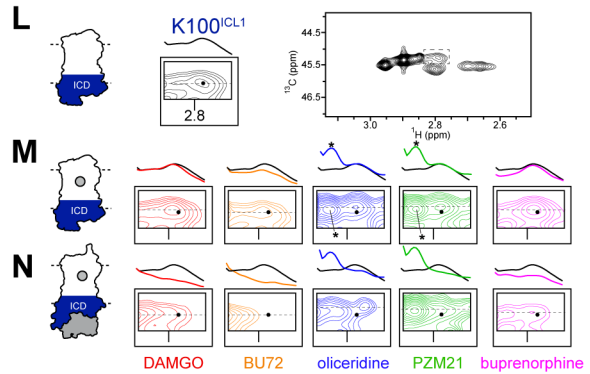 L
K100ICL1
ICD
2.8
44.5
45.5
46.5
13C (ppm)
3.0
2.8
2.6
1H (ppm)
M
* *
ICD
* *
N
ICD
DAMGO BU72 oliceridine PZM21 buprenorphine